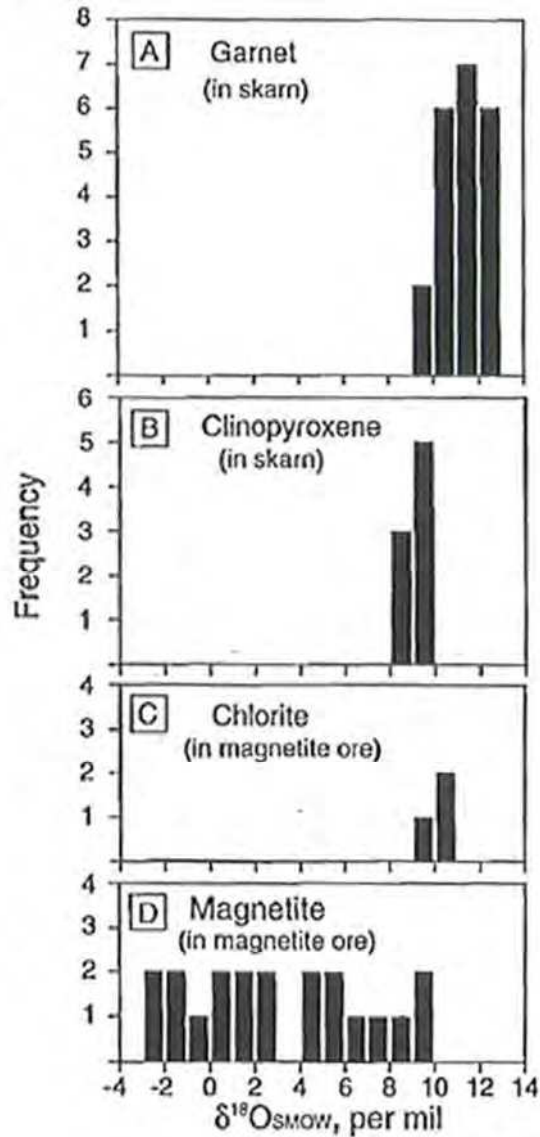 8
7
6
5
4
3
2
1
A Garnet
(in skarn)
6
5
4
3
2
1
B Clinopyroxene
(in skarn)
Frequency
4
3
2
1
C Chlorite
(in magnetite ore)
4
3
2
1
D Magnetite
(in magnetite ore)
-4 -2 0 2 4 6 8 10 12 14
δ¹⁸OSMOW, per mil